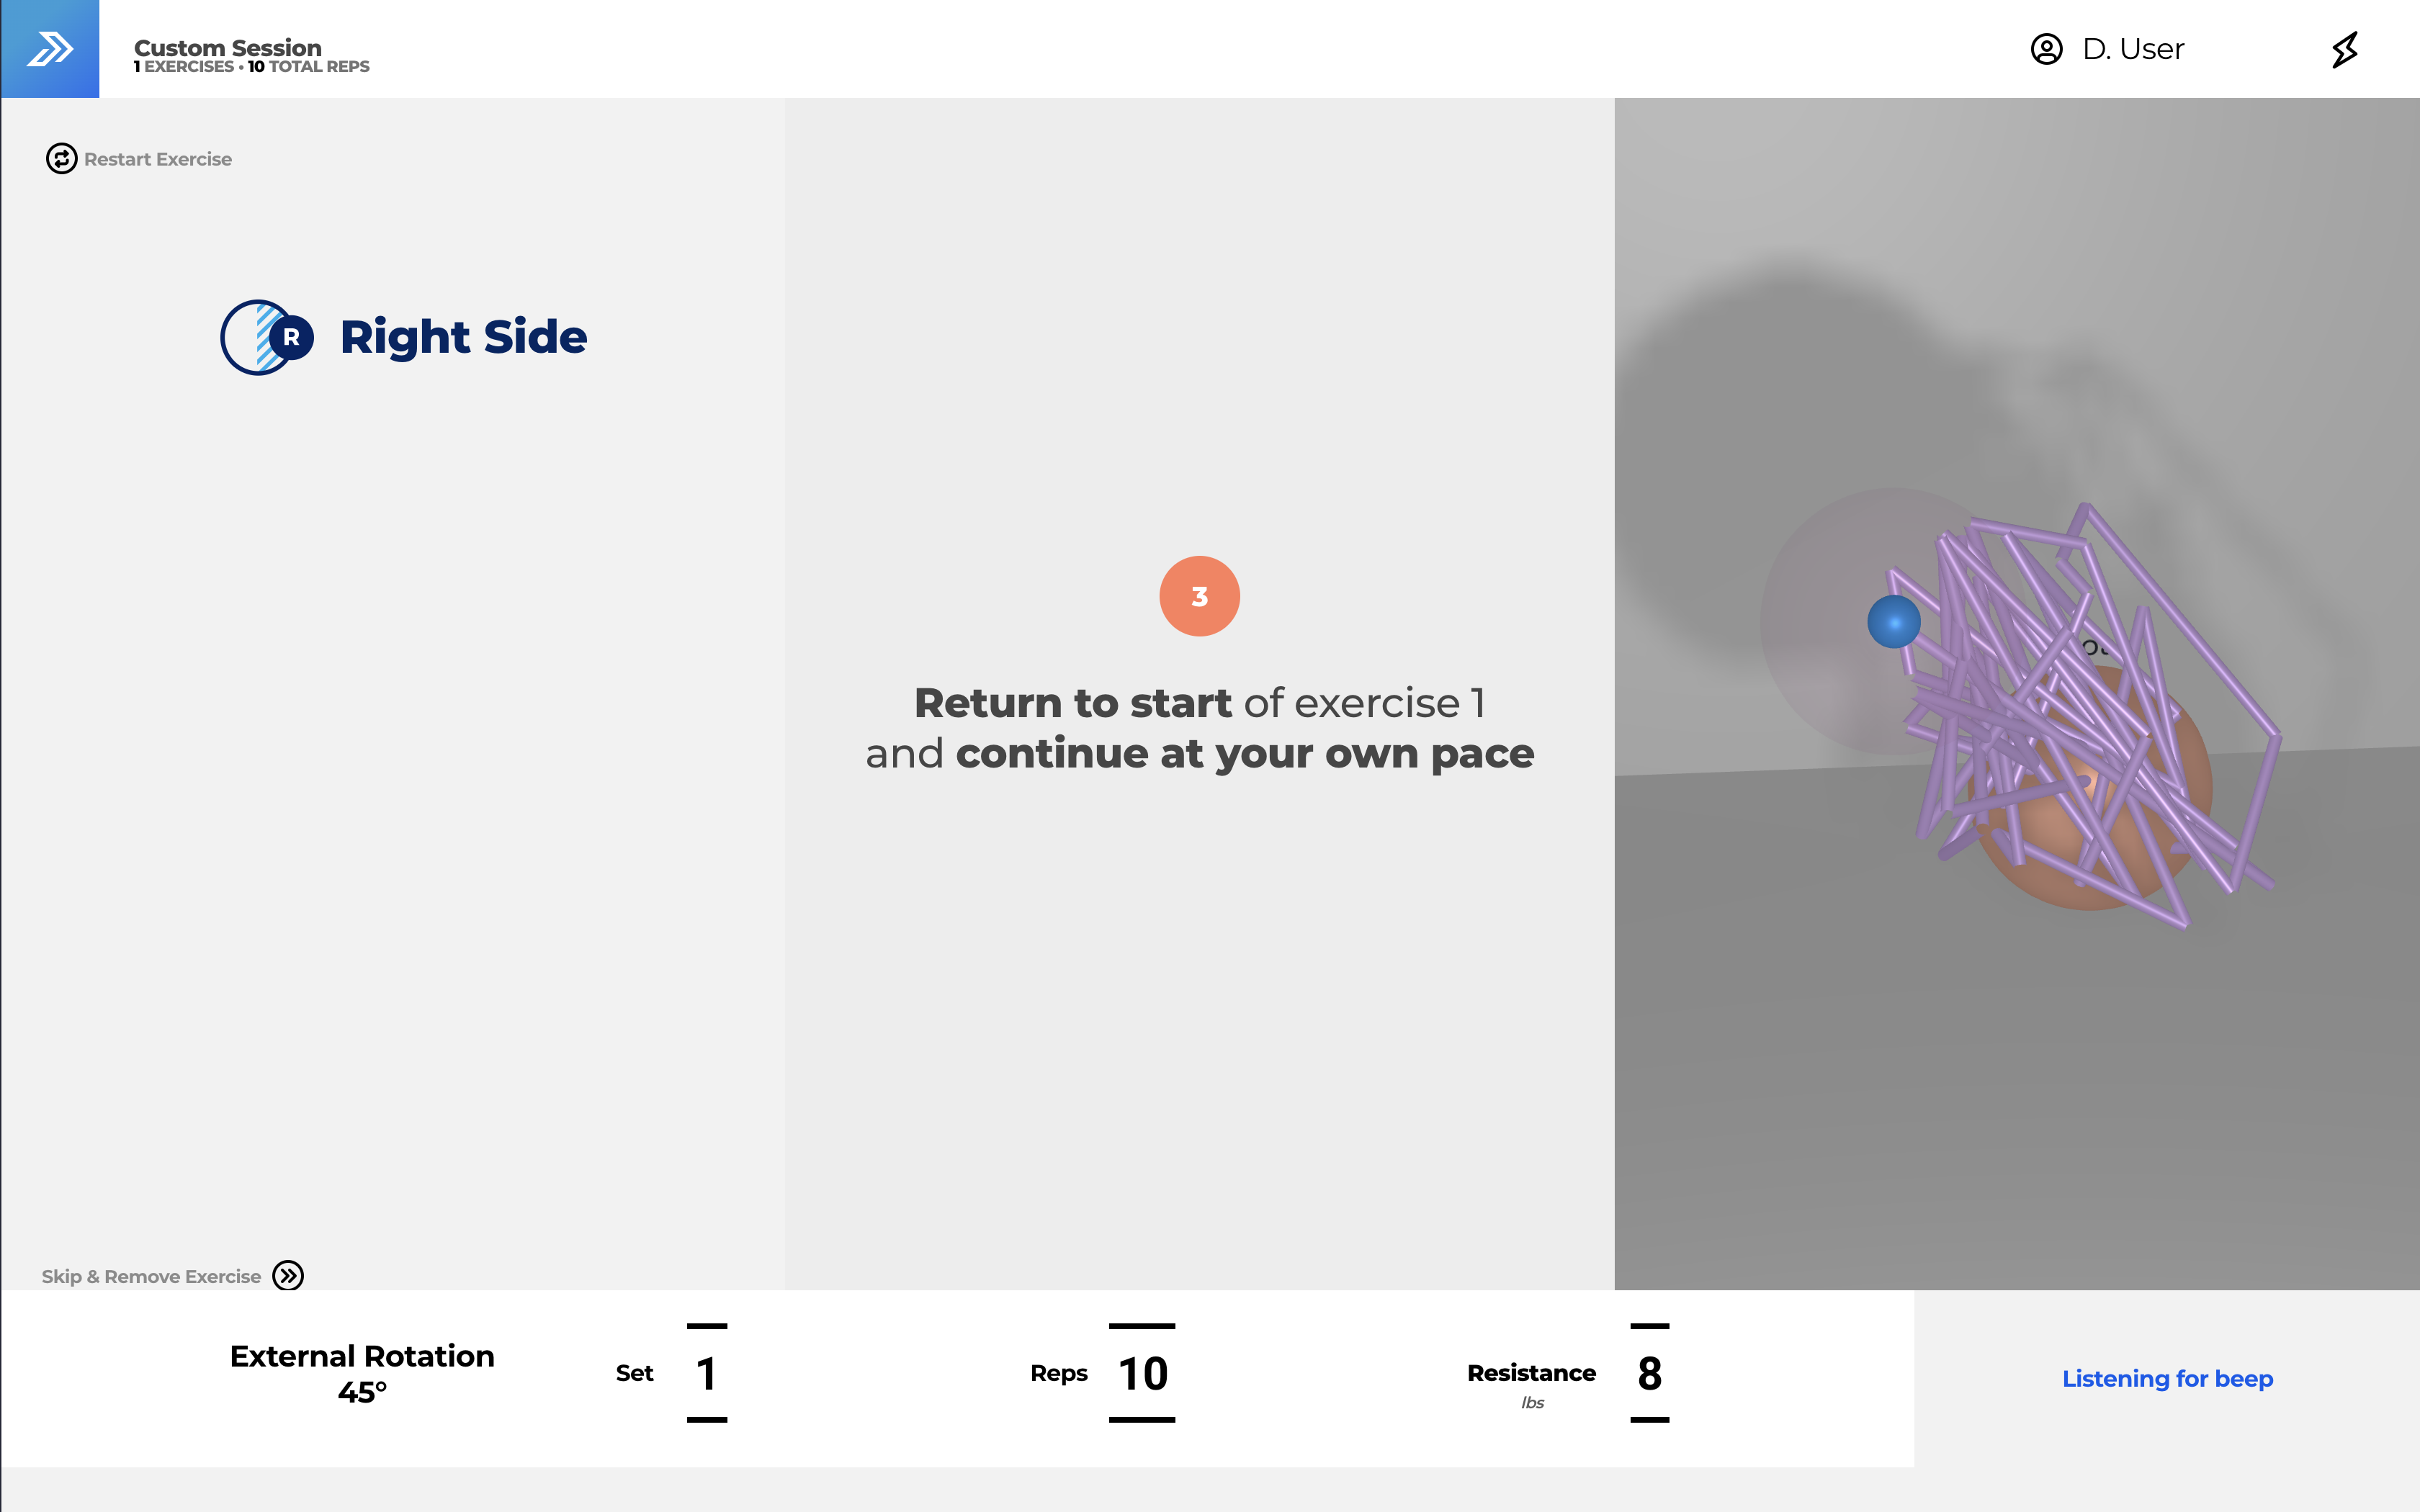 Custom Session
1 EXERCISES • 10 TOTAL REPS
D. User
Restart Exercise
R
Right Side
3
Return to start of exercise 1
and continue at your own pace
Skip & Remove Exercise
External Rotation
45°
Set
1
Reps
10
Resistance
lbs
8
Listening for beep